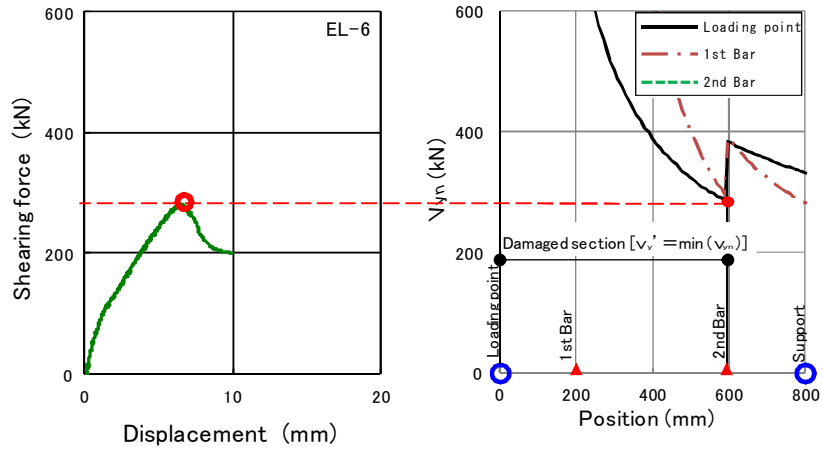 EL-6
600
400
200
0
0
10
20
Shearing force (kN)
Displacement (mm)
Loading point
1st Bar
2nd Bar
600
400
200
0
0
200
400
600
800
Vyn (kN)
Damaged section [vy'=min(vyn)]
Loading point
1st Bar
2nd Bar
Support
Position (mm)